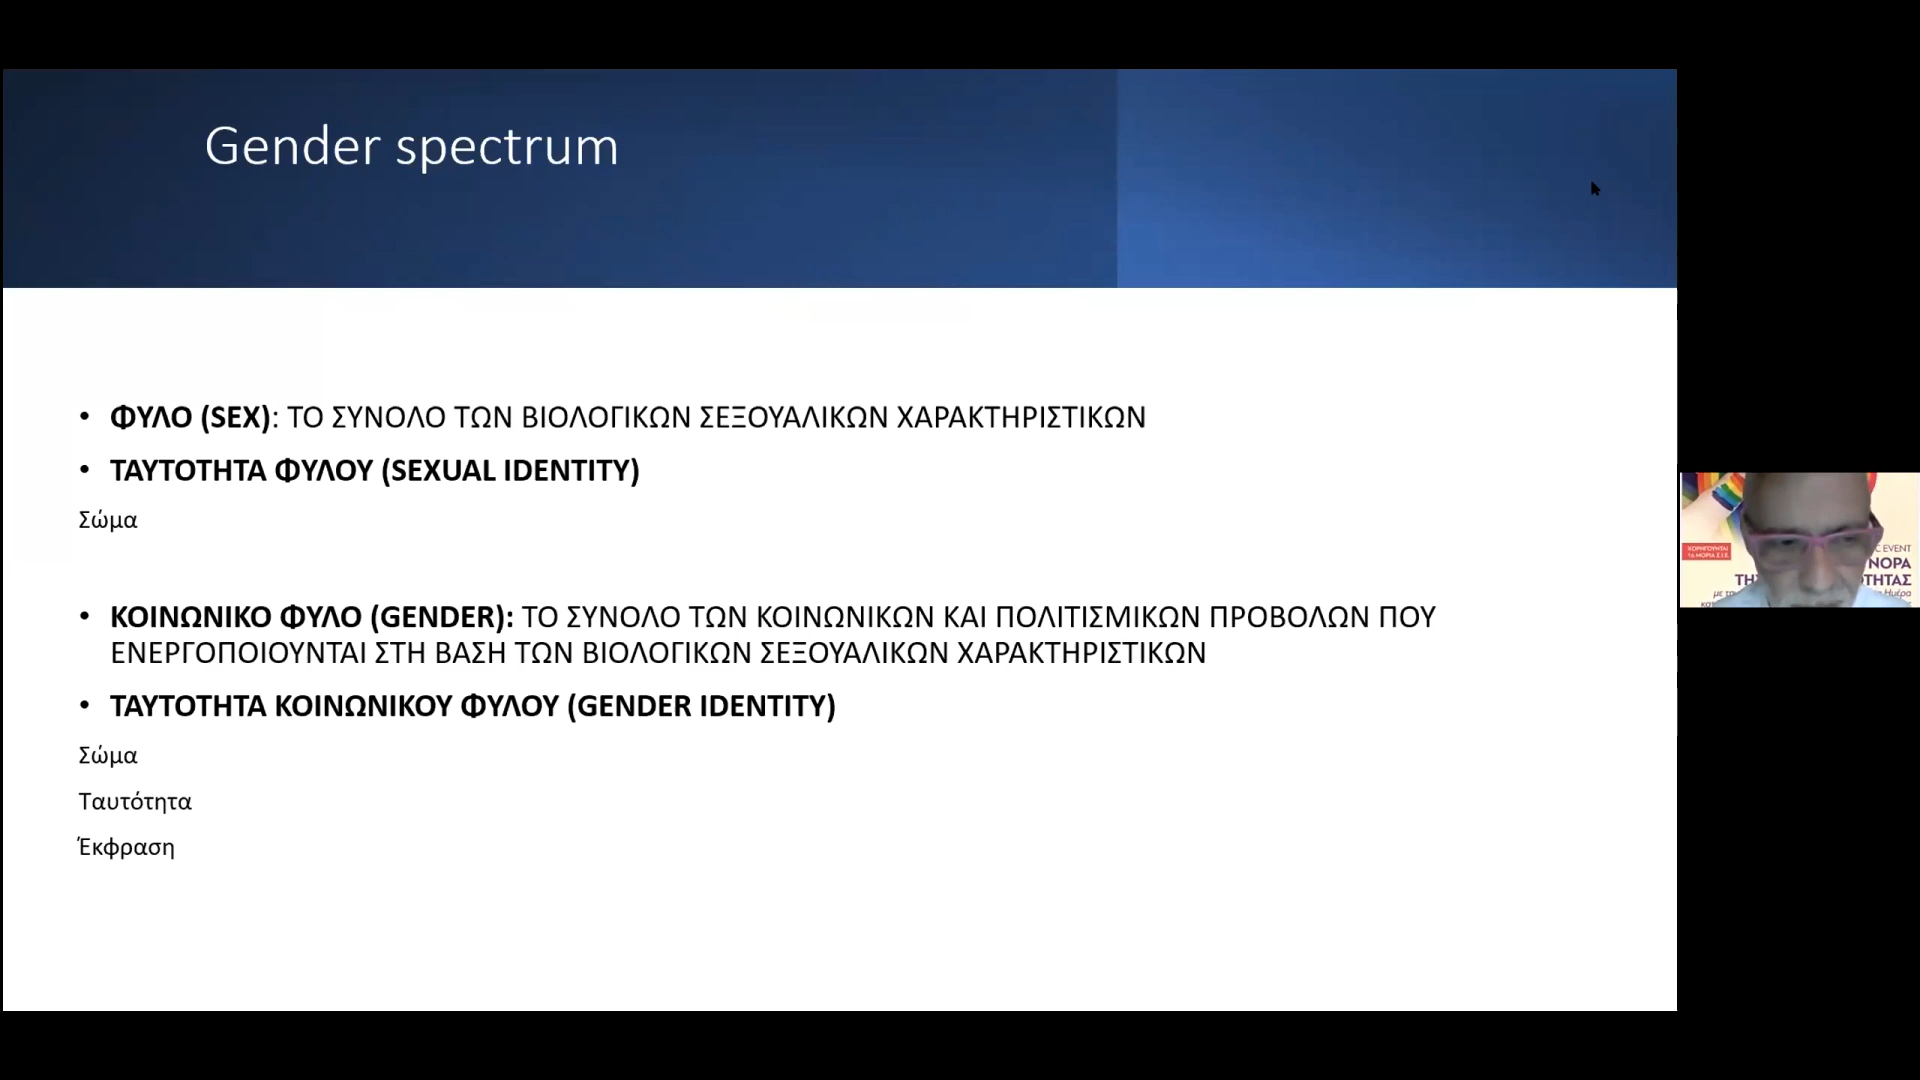 Gender spectrum
• ΦΥΛΟ (SEX): ΤΟ ΣΥΝΟΛΟ ΤΩΝ ΒΙΟΛΟΓΙΚΩΝ ΣΕΞΟΥΑΛΙΚΩΝ ΧΑΡΑΚΤΗΡΙΣΤΙΚΩΝ
• ΤΑΥΤΟΤΗΤΑ ΦΥΛΟΥ (SEXUAL IDENTITY)
Σώμα
• ΚΟΙΝΩΝΙΚΟ ΦΥΛΟ (GENDER): ΤΟ ΣΥΝΟΛΟ ΤΩΝ ΚΟΙΝΩΝΙΚΩΝ ΚΑΙ ΠΟΛΙΤΙΣΜΙΚΩΝ ΠΡΟΒΟΛΩΝ ΠΟΥ
ΕΝΕΡΓΟΠΟΙΟΥΝΤΑΙ ΣΤΗ ΒΑΣΗ ΤΩΝ ΒΙΟΛΟΓΙΚΩΝ ΣΕΞΟΥΑΛΙΚΩΝ ΧΑΡΑΚΤΗΡΙΣΤΙΚΩΝ
• ΤΑΥΤΟΤΗΤΑ ΚΟΙΝΩΝΙΚΟΥ ΦΥΛΟΥ (GENDER IDENTITY)
Σώμα
Ταυτότητα
Έκφραση
ΧΟΡΗΓΟΥΝΤΑΙ
EVENT